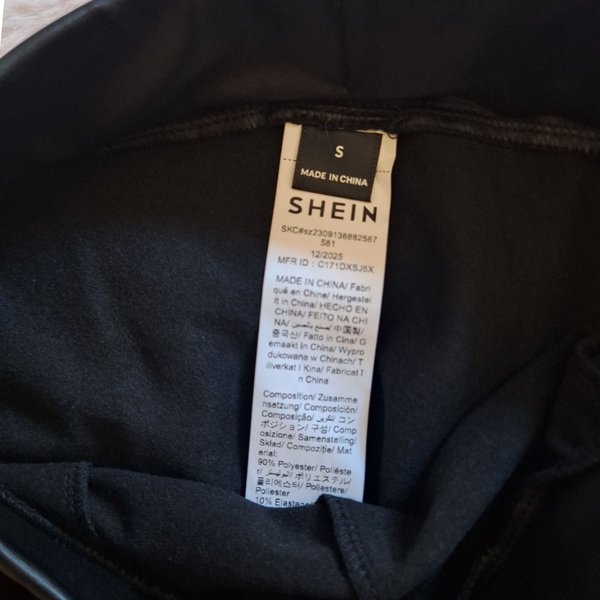 S
MADE IN CHINA
SHEIN
SKC#sz2309138882587
581
12/2025
MFR ID : C171DXSJ5X
MADE IN CHINA/ Fabri
qué en Chine/ Hergestel
lt in China/ HECHO EN
CHINA/ FEITO NA CHI
NA/ صنع بالصين/ 中国製/
중국산/ Fatto in Cina/ G
emaakt in China/ Wypro
dukowane w Chinach/ T
illverkat i Kina/ Fabricat î
n China
Composition/ Zusamme
nsetzung/ Composición/
Composição/ تكوين/ コン
ポジション/ 구성/ Comp
osizione/ Samenstelling/
Skład/ Compoziție/ Mat
erial:
90% Polyester/ Poliéste
r/ البوليستر/ ポリエステル/
폴리에스터/ Poliestere/
Poliester
10% Elastane